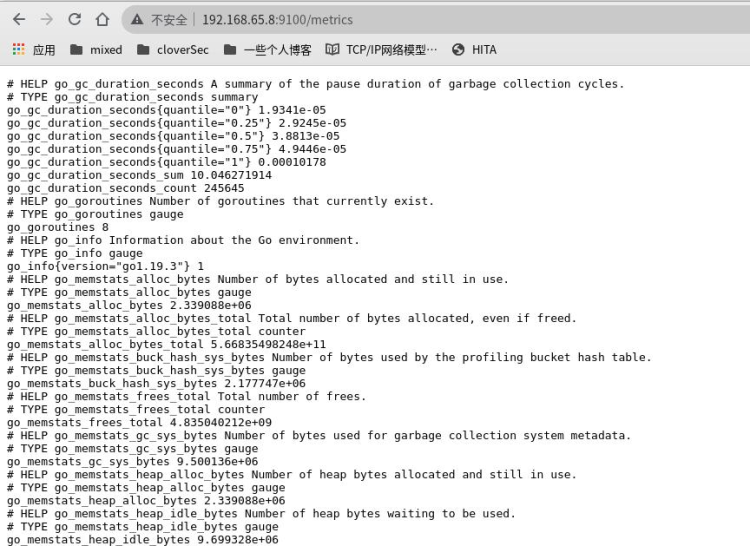 不安全 192.168.65.8:9100/metrics
应用 mixed cloverSec 一些个人博客 TCP/IP网络模型… HITA
# HELP go_gc_duration_seconds A summary of the pause duration of garbage collection cycles.
# TYPE go_gc_duration_seconds summary
go_gc_duration_seconds{quantile="0"} 1.9341e-05
go_gc_duration_seconds{quantile="0.25"} 2.9245e-05
go_gc_duration_seconds{quantile="0.5"} 3.8813e-05
go_gc_duration_seconds{quantile="0.75"} 4.9446e-05
go_gc_duration_seconds{quantile="1"} 0.00010178
go_gc_duration_seconds_sum 10.046271914
go_gc_duration_seconds_count 245645
# HELP go_goroutines Number of goroutines that currently exist.
# TYPE go_goroutines gauge
go_goroutines 8
# HELP go_info Information about the Go environment.
# TYPE go_info gauge
go_info{version="go1.19.3"} 1
# HELP go_memstats_alloc_bytes Number of bytes allocated and still in use.
# TYPE go_memstats_alloc_bytes gauge
go_memstats_alloc_bytes 2.339088e+06
# HELP go_memstats_alloc_bytes_total Total number of bytes allocated, even if freed.
# TYPE go_memstats_alloc_bytes_total counter
go_memstats_alloc_bytes_total 5.66835498248e+11
# HELP go_memstats_buck_hash_sys_bytes Number of bytes used by the profiling bucket hash table.
# TYPE go_memstats_buck_hash_sys_bytes gauge
go_memstats_buck_hash_sys_bytes 2.177747e+06
# HELP go_memstats_frees_total Total number of frees.
# TYPE go_memstats_frees_total counter
go_memstats_frees_total 4.835040212e+09
# HELP go_memstats_gc_sys_bytes Number of bytes used for garbage collection system metadata.
# TYPE go_memstats_gc_sys_bytes gauge
go_memstats_gc_sys_bytes 9.500136e+06
# HELP go_memstats_heap_alloc_bytes Number of heap bytes allocated and still in use.
# TYPE go_memstats_heap_alloc_bytes gauge
go_memstats_heap_alloc_bytes 2.339088e+06
# HELP go_memstats_heap_idle_bytes Number of heap bytes waiting to be used.
# TYPE go_memstats_heap_idle_bytes gauge
go_memstats_heap_idle_bytes 9.699328e+06